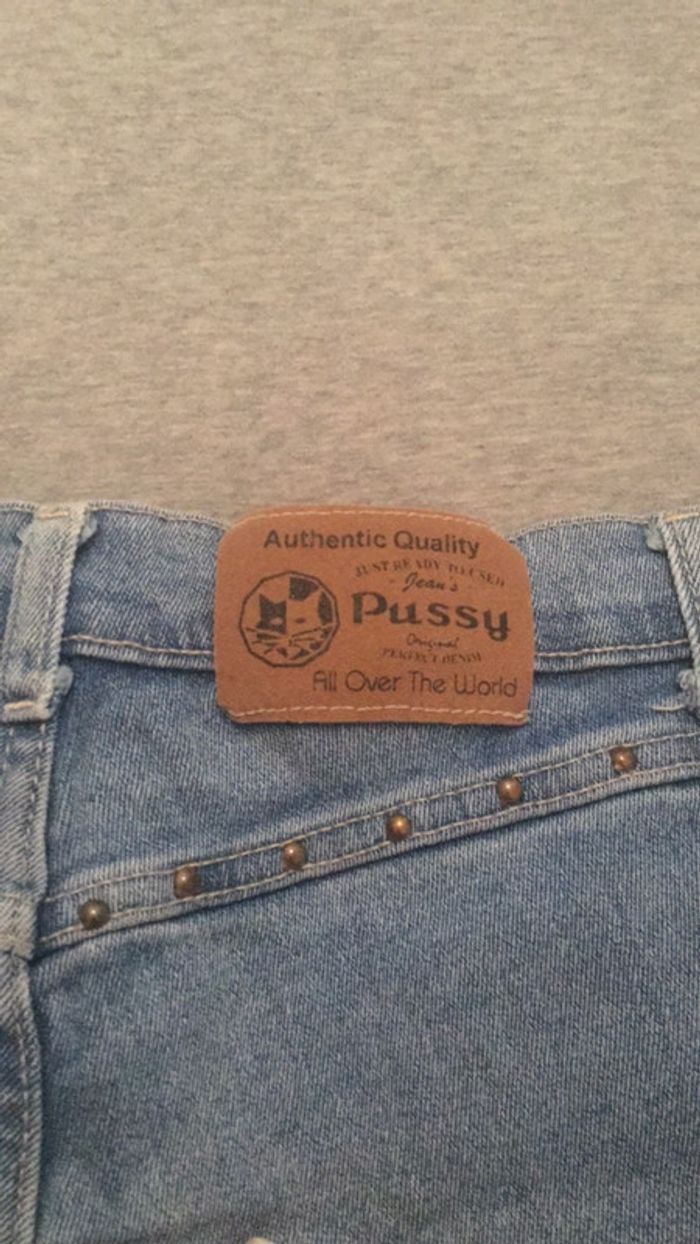 Authentic Quality
JUST READY TO USED
Jean's
Pussy
Original
PERFECT DENIM
All Over The World